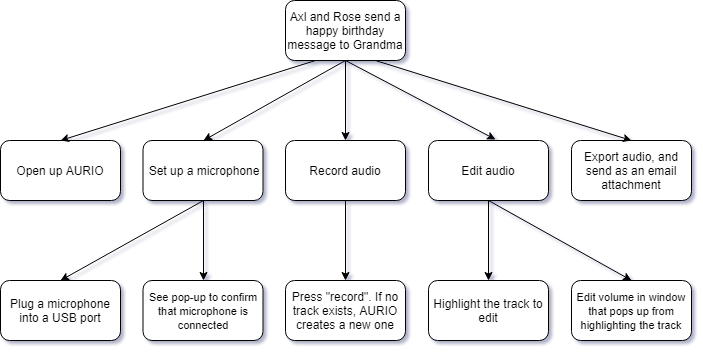 Axl and Rose send a
happy birthday
message to Grandma
Open up AURIO
Set up a microphone
Record audio
Edit audio
Export audio, and
send as an email
attachment
Plug a microphone
into a USB port
See pop-up to confirm
that microphone is
connected
Press "record". If no
track exists, AURIO
creates a new one
Highlight the track to
edit
Edit volume in window
that pops up from
highlighting the track